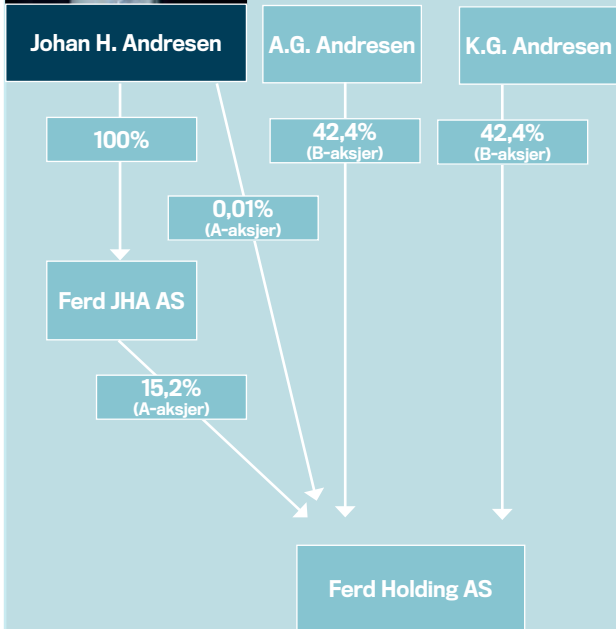 Johan H. Andresen
A.G. Andresen
K.G. Andresen
100%
42,4%
(B-aksjer)
42,4%
(B-aksjer)
0,01%
(A-aksjer)
Ferd JHA AS
15,2%
(A-aksjer)
Ferd Holding AS